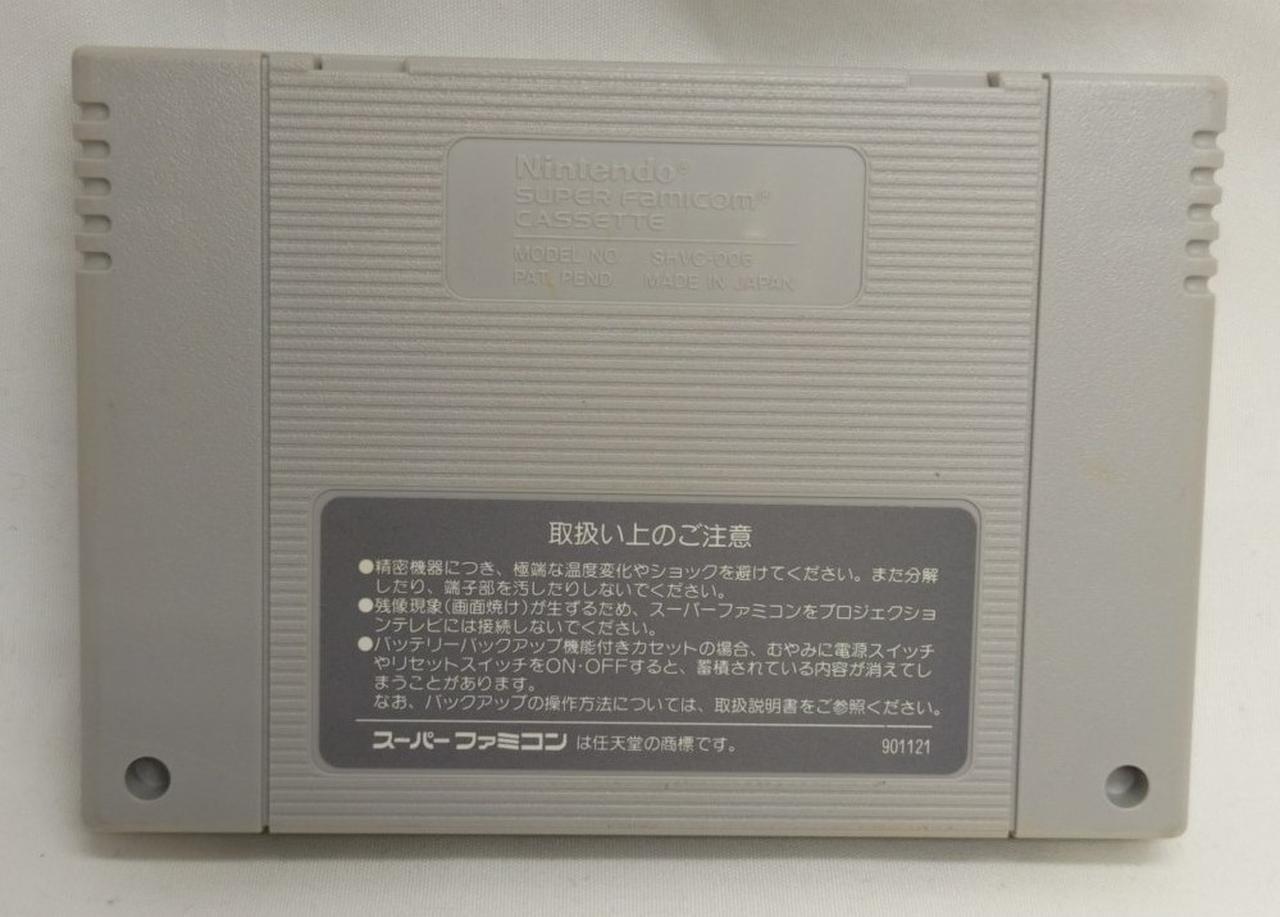 Nintendo®
SUPER FAMICOM®
CASSETTE
MODEL NO. SHVC-006
PAT. PEND. MADE IN JAPAN
取扱い上のご注意
●精密機器につき、極端な温度変化やショックを避けてください。また分解
したり、端子部を汚したりしないでください。
●残像現象(画面焼け)が生ずるため、スーパーファミコンをプロジェクショ
ンテレビには接続しないでください。
●バッテリーバックアップ機能付きカセットの場合、むやみに電源スイッチ
やリセットスイッチをON・OFFすると、蓄積されている内容が消えてし
まうことがあります。
なお、バックアップの操作方法については、取扱説明書をご参照ください。
スーパーファミコン は任天堂の商標です。 901121